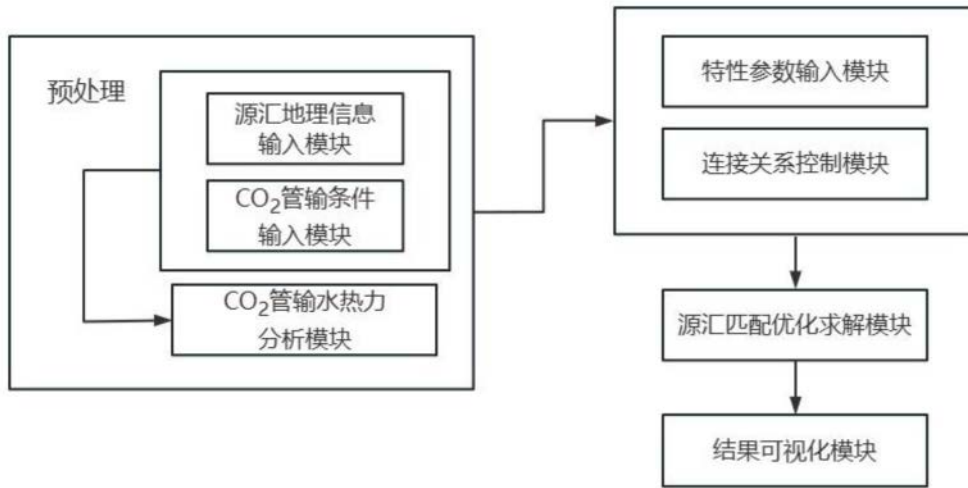 预处理
源汇地理信息
输入模块
CO₂管输条件
输入模块
CO₂管输水热力
分析模块
特性参数输入模块
连接关系控制模块
源汇匹配优化求解模块
结果可视化模块